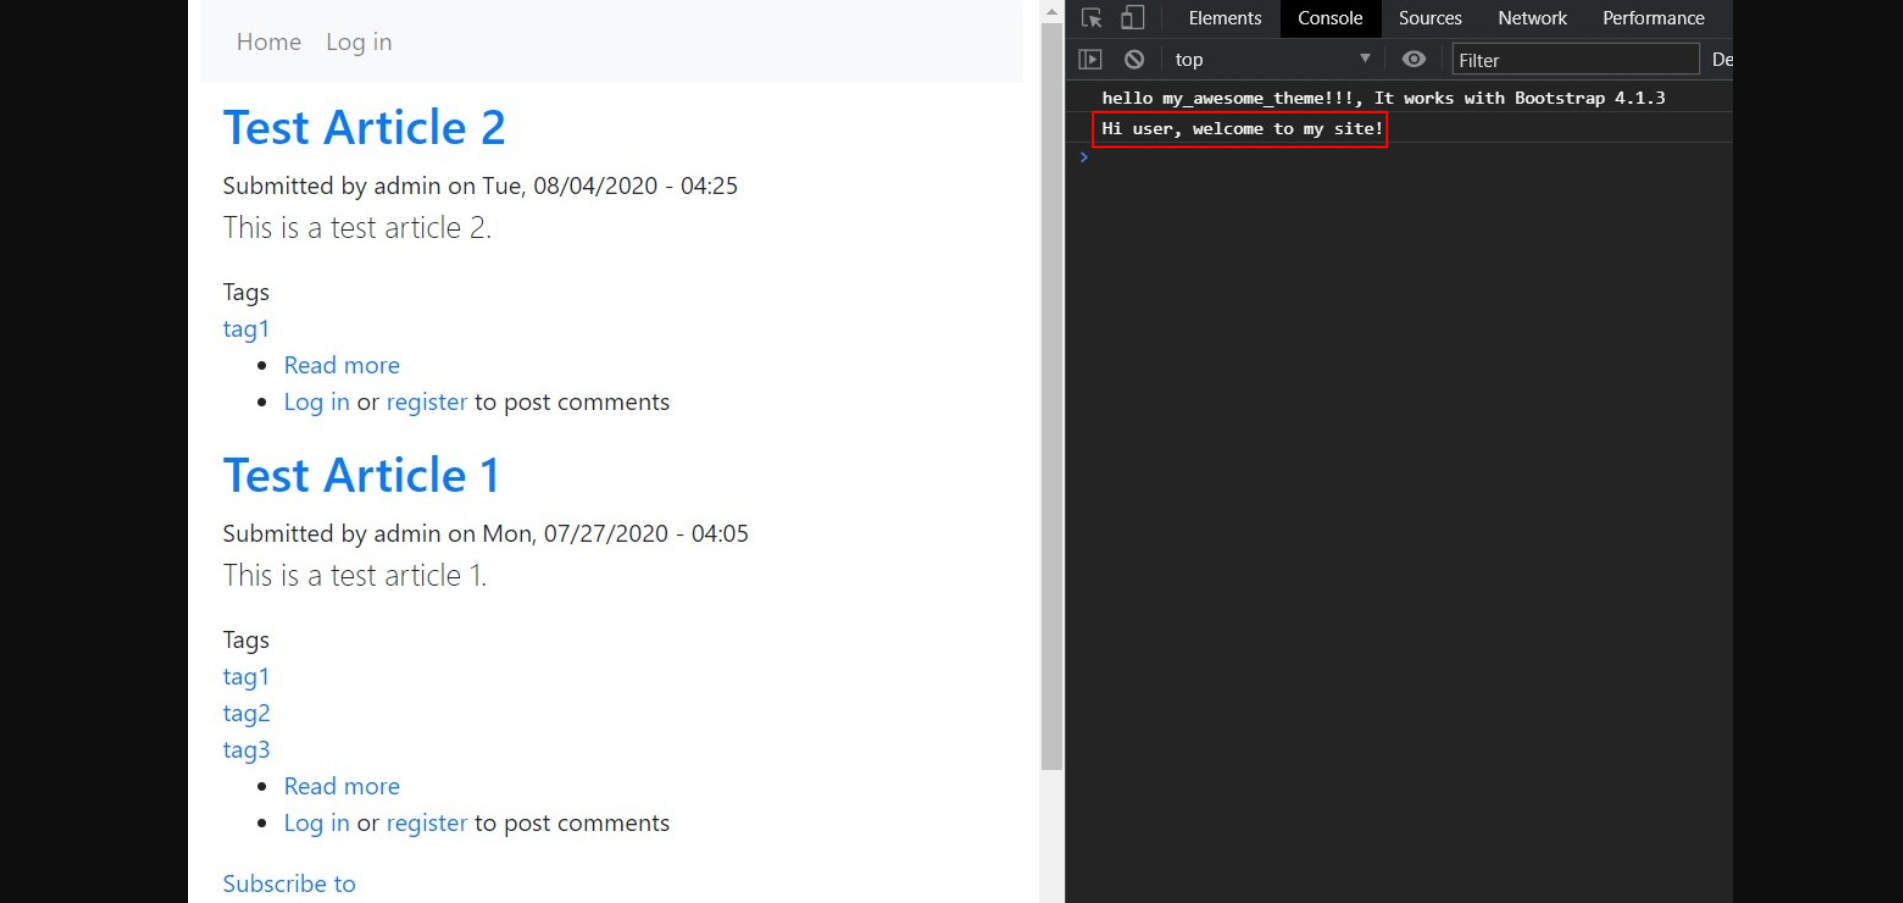 Home Log in
Test Article 2
Submitted by admin on Tue, 08/04/2020 - 04:25
This is a test article 2.
Tags
tag1
Read more
Log in or register to post comments
Test Article 1
Submitted by admin on Mon, 07/27/2020 - 04:05
This is a test article 1.
Tags
tag1
tag2
tag3
Read more
Log in or register to post comments
Subscribe to
Elements Console Sources Network Performance
top Filter De
hello my_awesome_theme!!!, It works with Bootstrap 4.1.3
Hi user, welcome to my site!